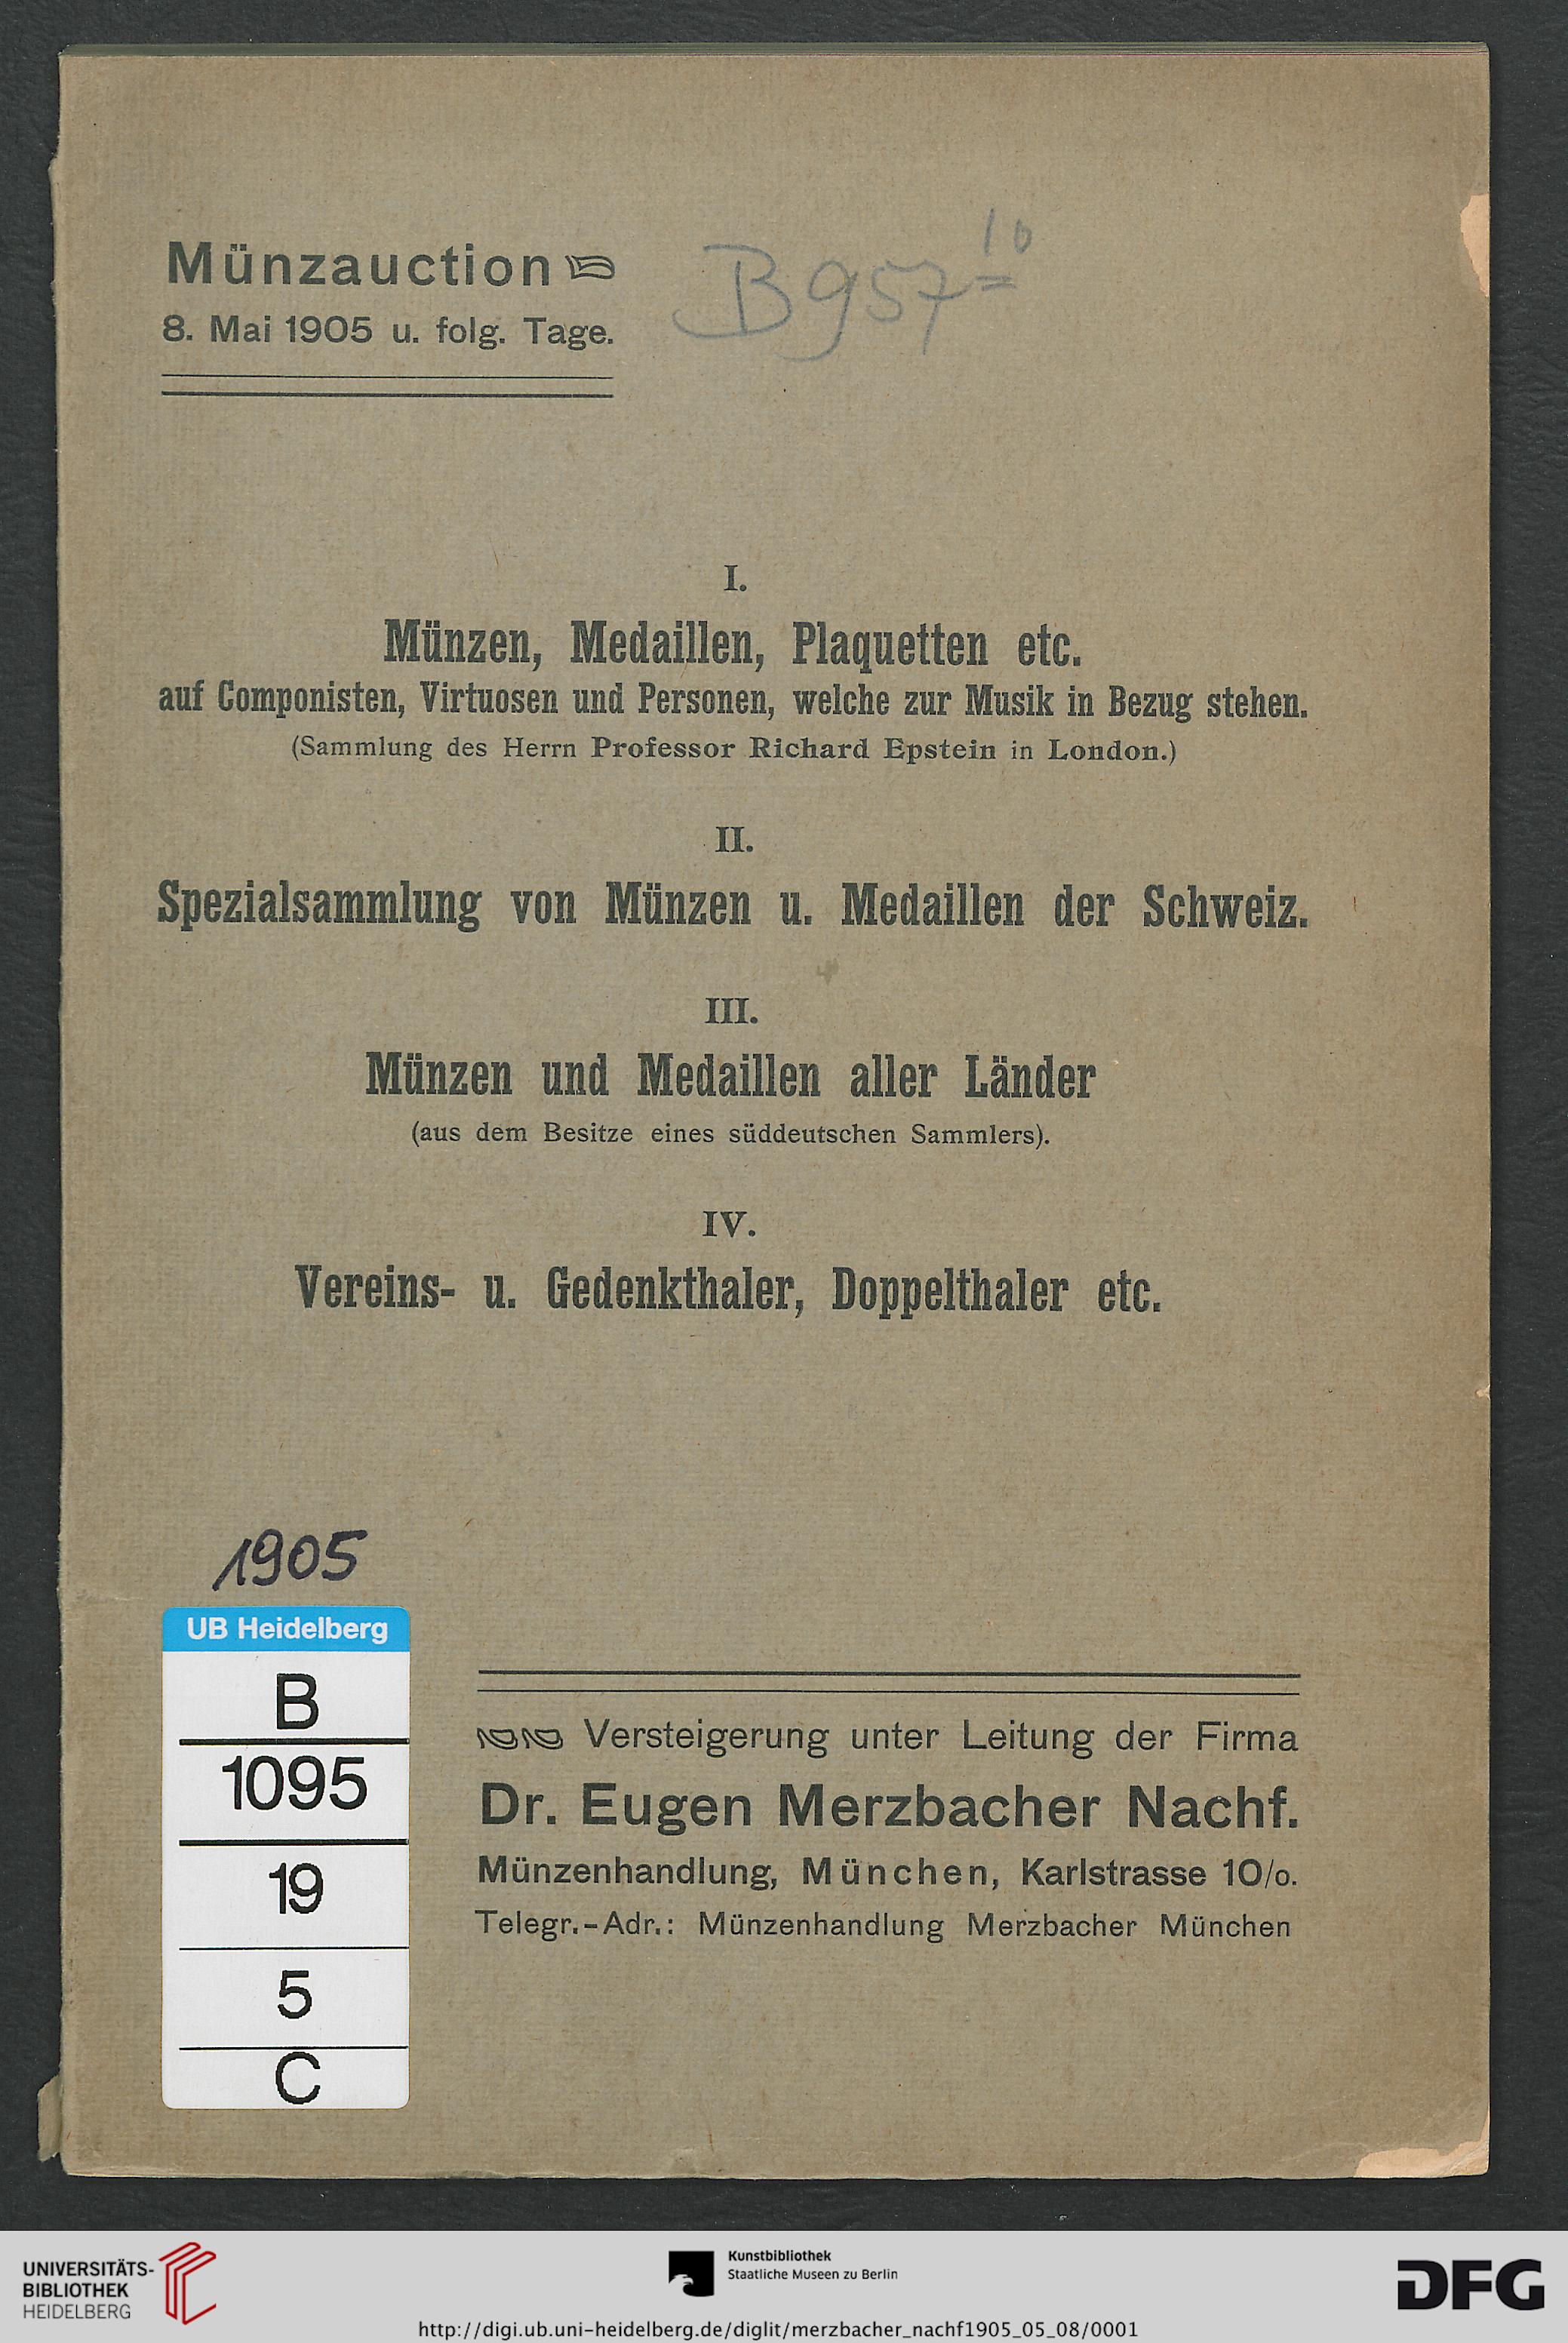 Münzauction
8. Mai 1905 u. folg. Tage.
B 957 =
10
I.
Münzen, Medaillen, Plaquetten etc.
auf Componisten, Virtuosen und Personen, welche zur Musik in Bezug stehen.
(Sammlung des Herrn Professor Richard Epstein in London.)
II.
Spezialsammlung von Münzen u. Medaillen der Schweiz.
III.
Münzen und Medaillen aller Länder
(aus dem Besitze eines süddeutschen Sammlers).
IV.
Vereins- u. Gedenkthaler, Doppelthaler etc.
1905
UB Heidelberg
B
1095
19
5
C
Versteigerung unter Leitung der Firma
Dr. Eugen Merzbacher Nachf.
Münzenhandlung, München, Karlstrasse 10/o.
Telegr.-Adr.: Münzenhandlung Merzbacher München
UNIVERSITÄTS-
BIBLIOTHEK
HEIDELBERG
Kunstbibliothek
Staatliche Museen zu Berlin
DFG
http://digi.ub.uni-heidelberg.de/diglit/merzbacher_nachf1905_05_08/0001